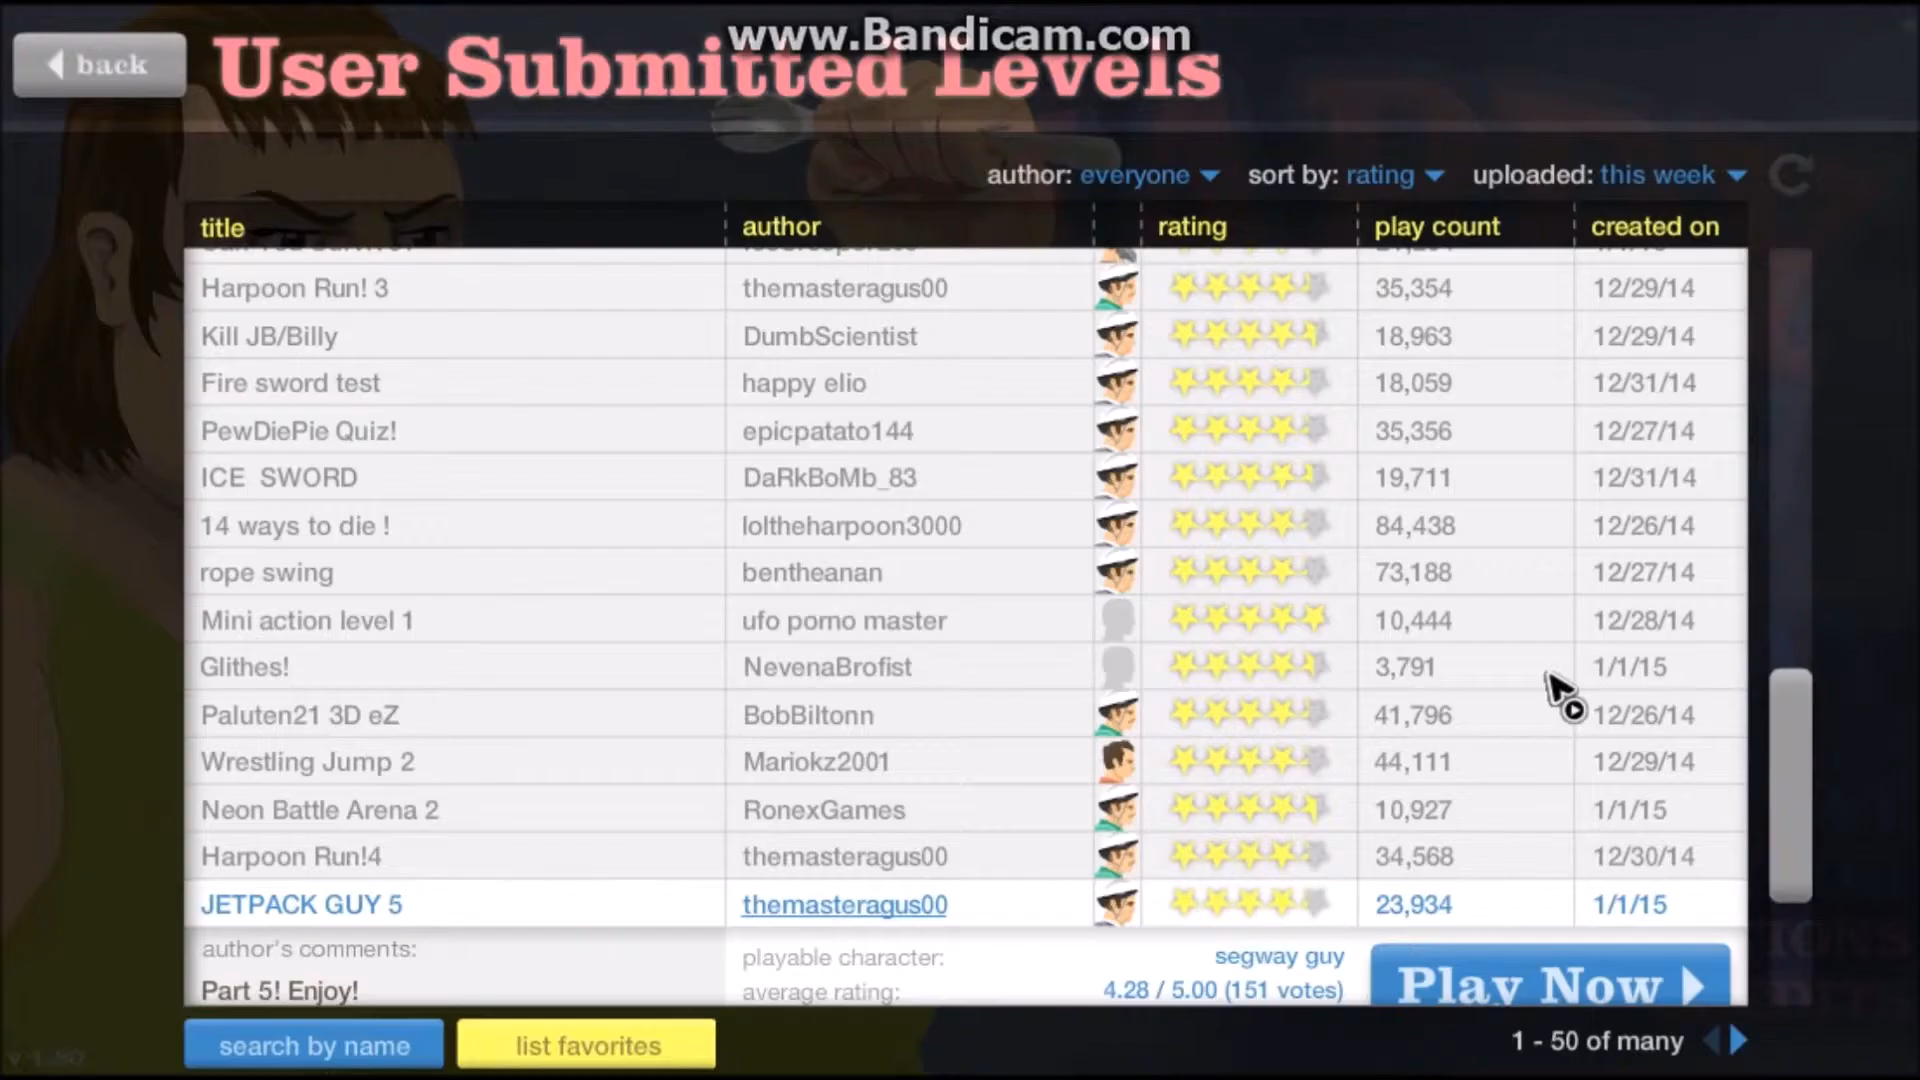 www.Bandicam.com
back
User Submitted Levels
author: everyone sort by: rating uploaded: this week
title author rating play count created on
Harpoon Run! 3 themasteragus00 35,354 12/29/14
Kill JB/Billy DumbScientist 18,963 12/29/14
Fire sword test happy elio 18,059 12/31/14
PewDiePie Quiz! epicpatato144 35,356 12/27/14
ICE SWORD DaRkBoMb_83 19,711 12/31/14
14 ways to die ! loltheharpoon3000 84,438 12/26/14
rope swing bentheanan 73,188 12/27/14
Mini action level 1 ufo porno master 10,444 12/28/14
Glithes! NevenaBrofist 3,791 1/1/15
Paluten21 3D eZ BobBiltonn 41,796 12/26/14
Wrestling Jump 2 Mariokz2001 44,111 12/29/14
Neon Battle Arena 2 RonexGames 10,927 1/1/15
Harpoon Run!4 themasteragus00 34,568 12/30/14
JETPACK GUY 5 themasteragus00 23,934 1/1/15
author's comments: playable character: segway guy
Part 5! Enjoy! average rating: 4.28 / 5.00 (151 votes) Play Now
search by name list favorites 1 - 50 of many